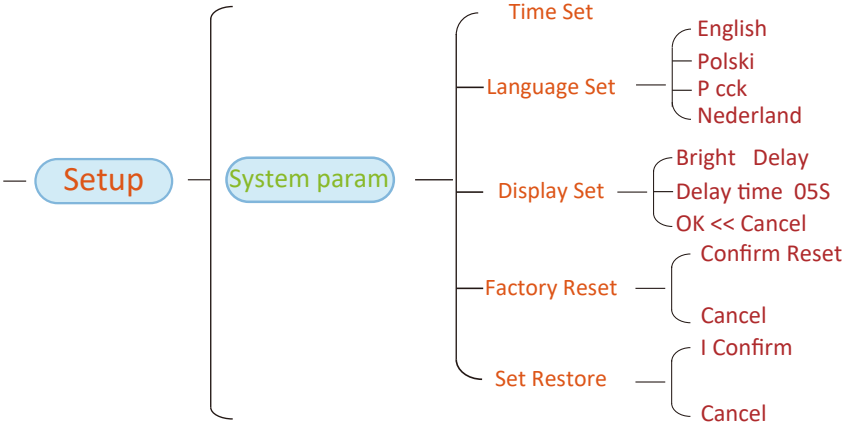 Setup
System param
Time Set
Language Set
English
Polski
P cck
Nederland
Display Set
Bright Delay
Delay time 05S
OK << Cancel
Factory Reset
Confirm Reset
Cancel
Set Restore
I Confirm
Cancel